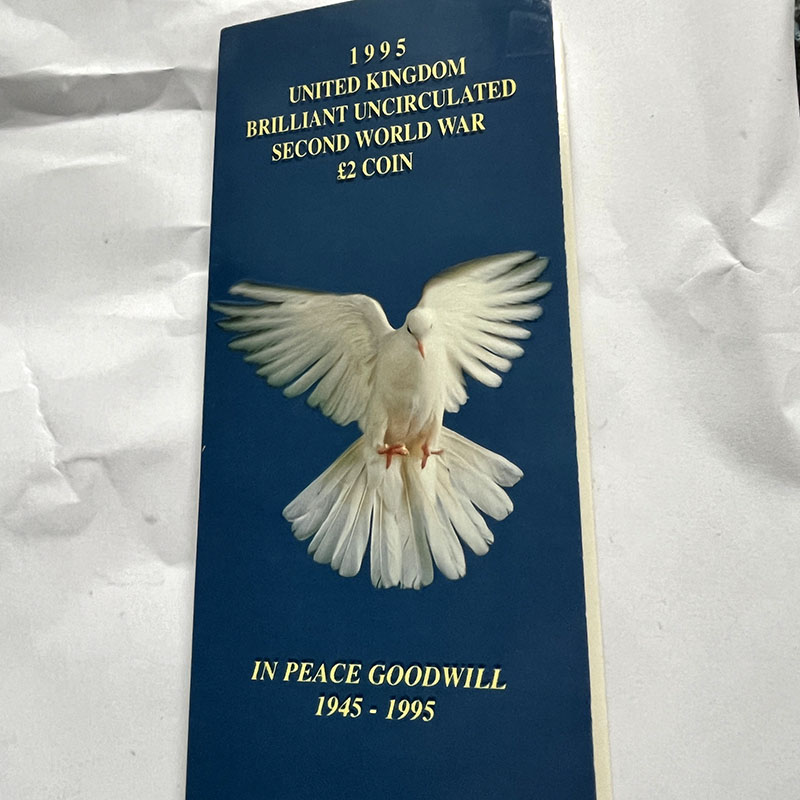 1995
UNITED KINGDOM
BRILLIANT UNCIRCULATED
SECOND WORLD WAR
£2 COIN
IN PEACE GOODWILL
1945 - 1995